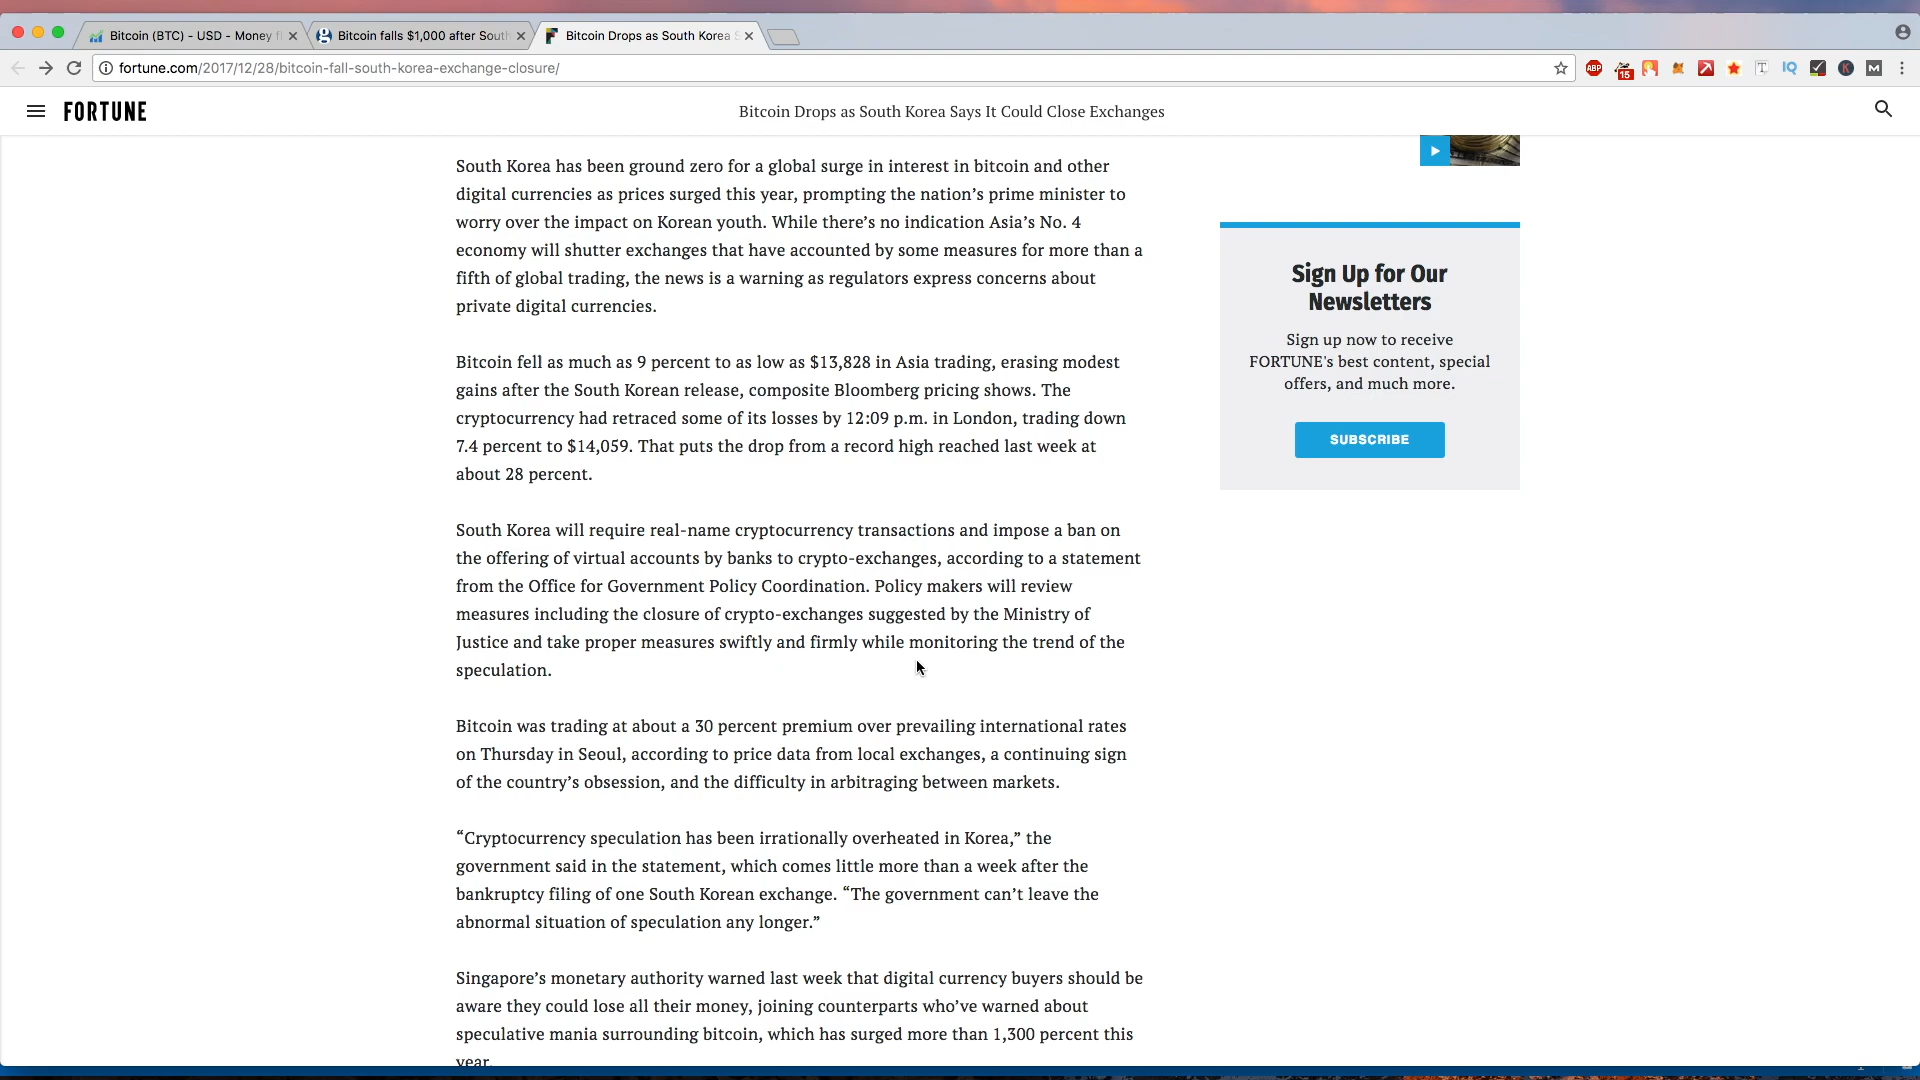 Bitcoin (BTC) - USD - Money f
Bitcoin falls $1,000 after South
Bitcoin Drops as South Korea S
fortune.com/2017/12/28/bitcoin-fall-south-korea-exchange-closure/
ABP
15
T
IQ
K
M
FORTUNE
Bitcoin Drops as South Korea Says It Could Close Exchanges
South Korea has been ground zero for a global surge in interest in bitcoin and other
digital currencies as prices surged this year, prompting the nation’s prime minister to
worry over the impact on Korean youth. While there’s no indication Asia’s No. 4
economy will shutter exchanges that have accounted by some measures for more than a
fifth of global trading, the news is a warning as regulators express concerns about
private digital currencies.
Bitcoin fell as much as 9 percent to as low as $13,828 in Asia trading, erasing modest
gains after the South Korean release, composite Bloomberg pricing shows. The
cryptocurrency had retraced some of its losses by 12:09 p.m. in London, trading down
7.4 percent to $14,059. That puts the drop from a record high reached last week at
about 28 percent.
South Korea will require real-name cryptocurrency transactions and impose a ban on
the offering of virtual accounts by banks to crypto-exchanges, according to a statement
from the Office for Government Policy Coordination. Policy makers will review
measures including the closure of crypto-exchanges suggested by the Ministry of
Justice and take proper measures swiftly and firmly while monitoring the trend of the
speculation.
Bitcoin was trading at about a 30 percent premium over prevailing international rates
on Thursday in Seoul, according to price data from local exchanges, a continuing sign
of the country’s obsession, and the difficulty in arbitraging between markets.
“Cryptocurrency speculation has been irrationally overheated in Korea,” the
government said in the statement, which comes little more than a week after the
bankruptcy filing of one South Korean exchange. “The government can’t leave the
abnormal situation of speculation any longer.”
Singapore’s monetary authority warned last week that digital currency buyers should be
aware they could lose all their money, joining counterparts who’ve warned about
speculative mania surrounding bitcoin, which has surged more than 1,300 percent this
year.
Sign Up for Our
Newsletters
Sign up now to receive
FORTUNE's best content, special
offers, and much more.
SUBSCRIBE